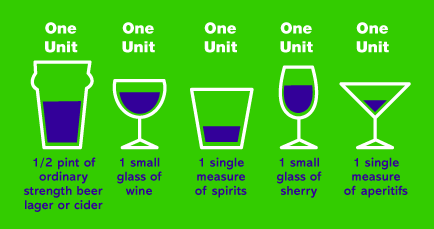 One
Unit
One
Unit
One
Unit
One
Unit
One
Unit
1/2 pint of
ordinary
strength beer
lager or cider
1 small
glass of
wine
1 single
measure
of spirits
1 small
glass of
sherry
1 single
measure
of aperitifs